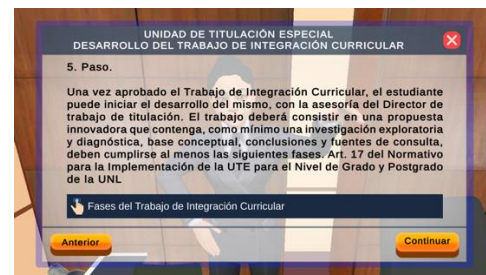 UNIDAD DE TITULACIÓN ESPECIAL
DESARROLLO DEL TRABAJO DE INTEGRACIÓN CURRICULAR
5. Paso.
Una vez aprobado el Trabajo de Integración Curricular, el estudiante
puede iniciar el desarrollo del mismo, con la asesoría del Director de
trabajo de titulación. El trabajo deberá consistir en una propuesta
innovadora que contenga, como mínimo una investigación exploratoria
y diagnóstica, base conceptual, conclusiones y fuentes de consulta,
deben cumplirse al menos las siguientes fases. Art. 17 del Normativo
para la Implementación de la UTE para el Nivel de Grado y Postgrado
de la UNL
Fases del Trabajo de Integración Curricular
Anterior
Continuar